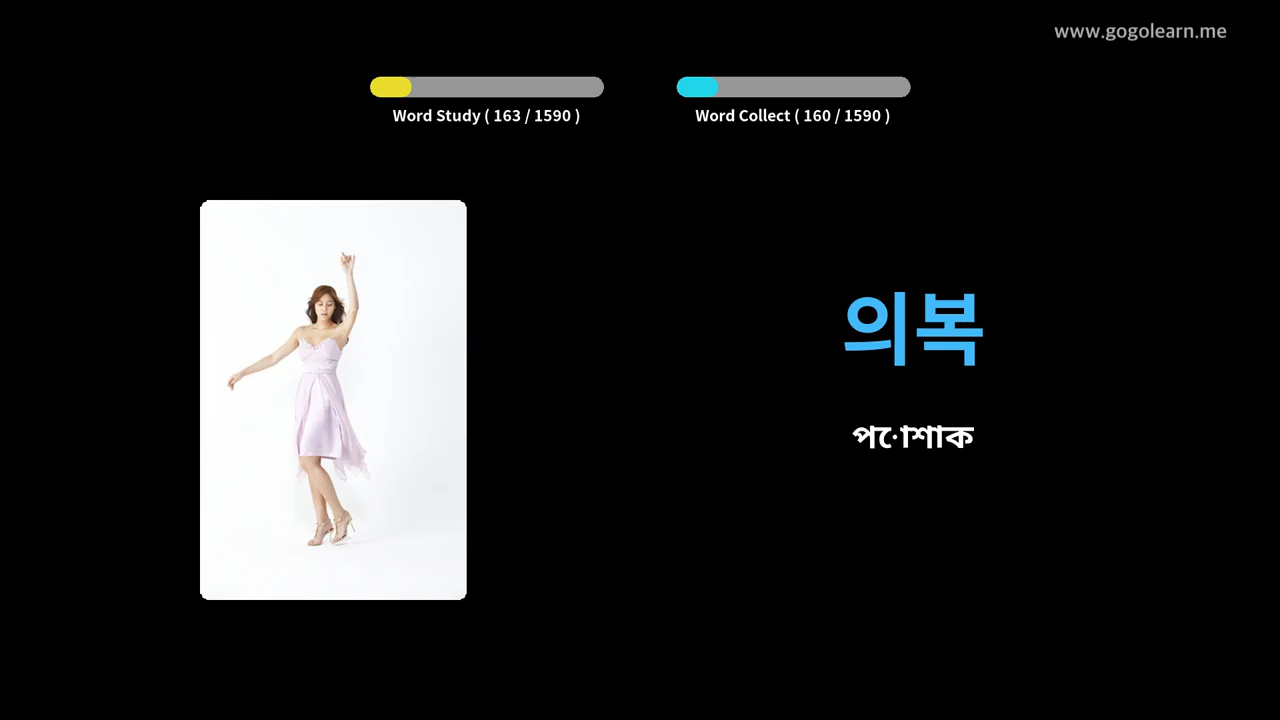 www.gogolearn.me
Word Study ( 163 / 1590 )
Word Collect ( 160 / 1590 )
의복
পোশাক